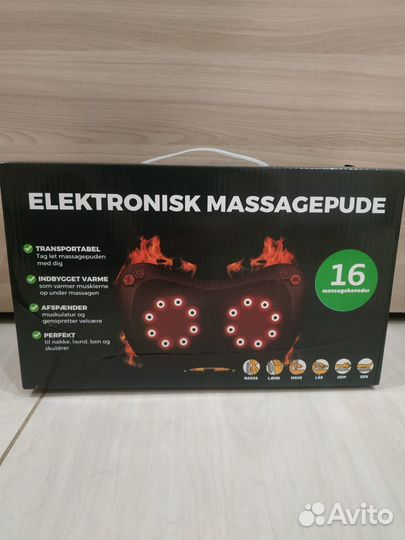 ELEKTRONISK MASSAGEPUDE
TRANSPORTABEL
Tag let massagepuden
med dig
INDBYGGET VARME
som varmer musklerne
op under massagen
AFSPÆNDER
muskulatur og
genopretter velvære
PERFEKT
til nakke, lænd, ben og
skuldrer
16
massagehoveder
NAKKE LÆND MAVE LÅR ARM BEN
Avito